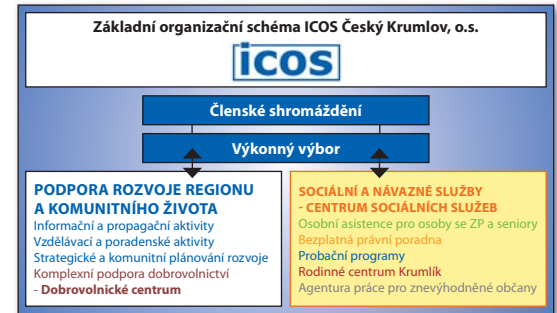 Základní organizační schéma ICOS Český Krumlov, o.s.
icos
Členské shromáždění
Výkonný výbor
PODPORA ROZVOJE REGIONU
A KOMUNITNÍHO ŽIVOTA
Informační a propagační aktivity
Vzdělávací a poradenské aktivity
Strategické a komunitní plánování rozvoje
Komplexní podpora dobrovolnictví
- Dobrovolnické centrum
SOCIÁLNÍ A NÁVAZNÉ SLUŽBY
- CENTRUM SOCIÁLNÍCH SLUŽEB
Osobní asistence pro osoby se ZP a seniory
Bezplatná právní poradna
Probační programy
Rodinné centrum Krumlík
Agentura práce pro znevýhodněné občany